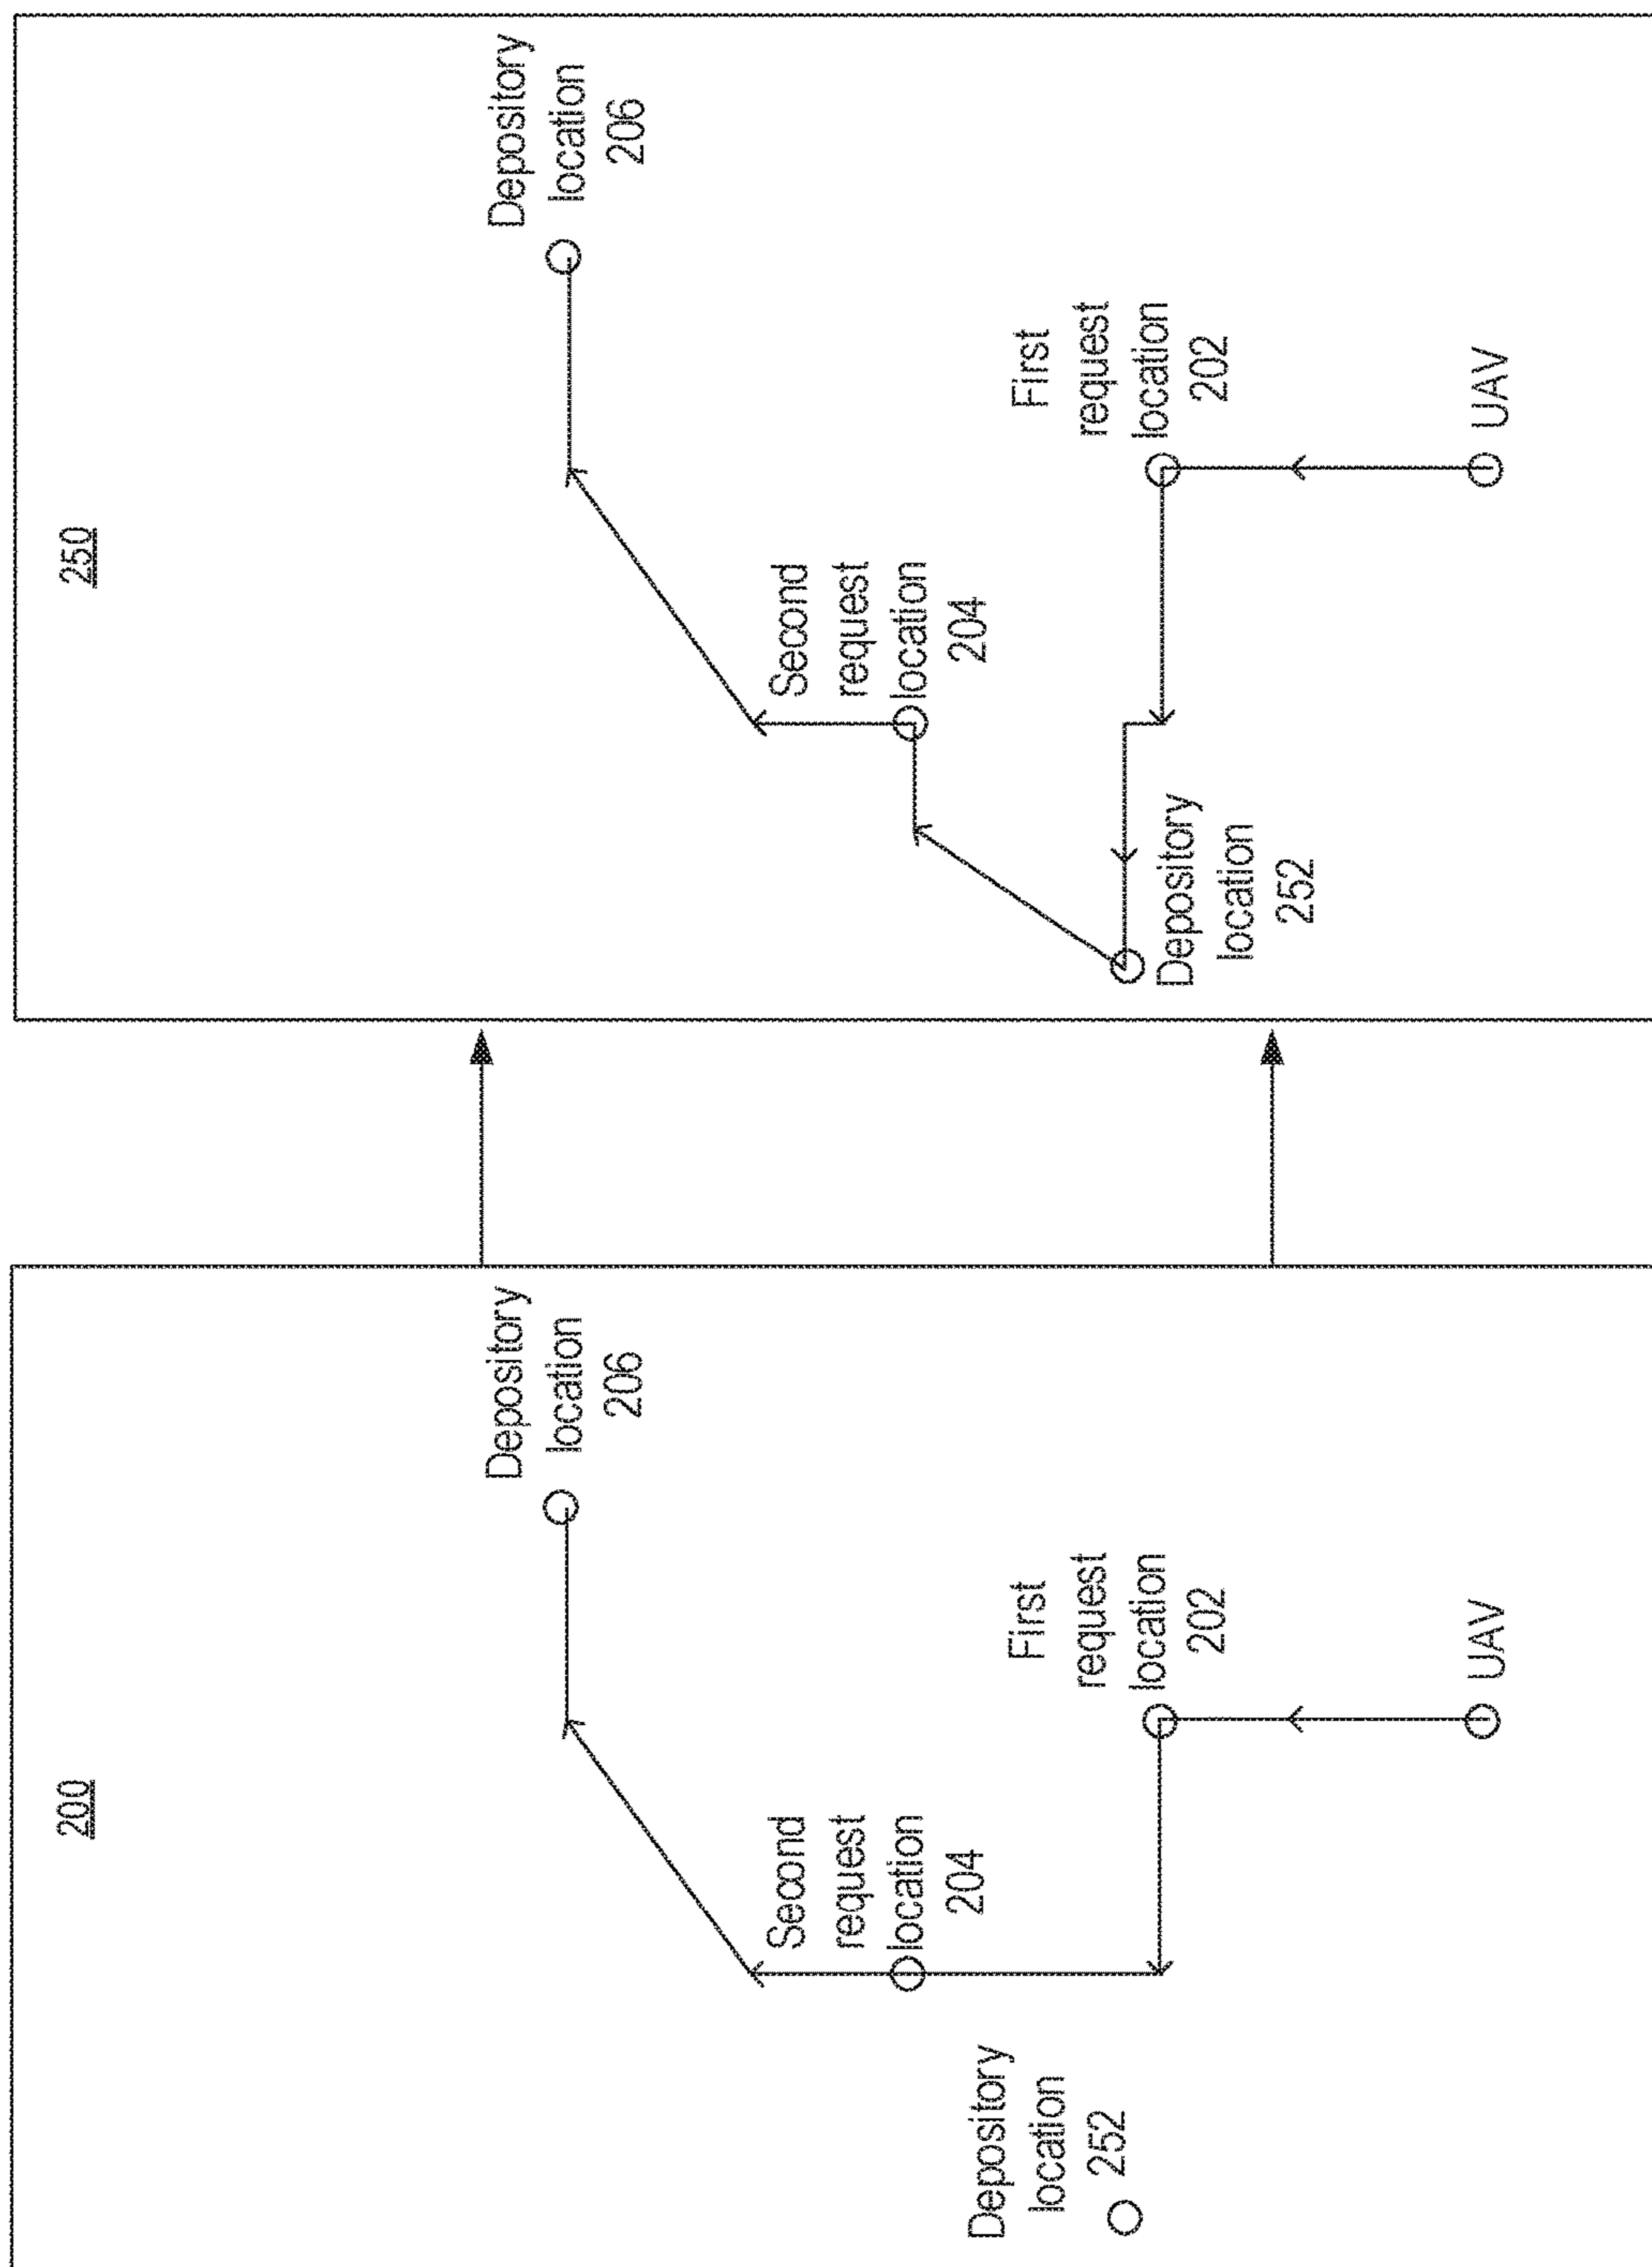 200
Depository
location
206
Second
request
location
204
Depository
location
252
First
request
location
202
UAV
250
Depository
location
206
Second
request
location
204
First
request
location
202
Depository
location
252
UAV